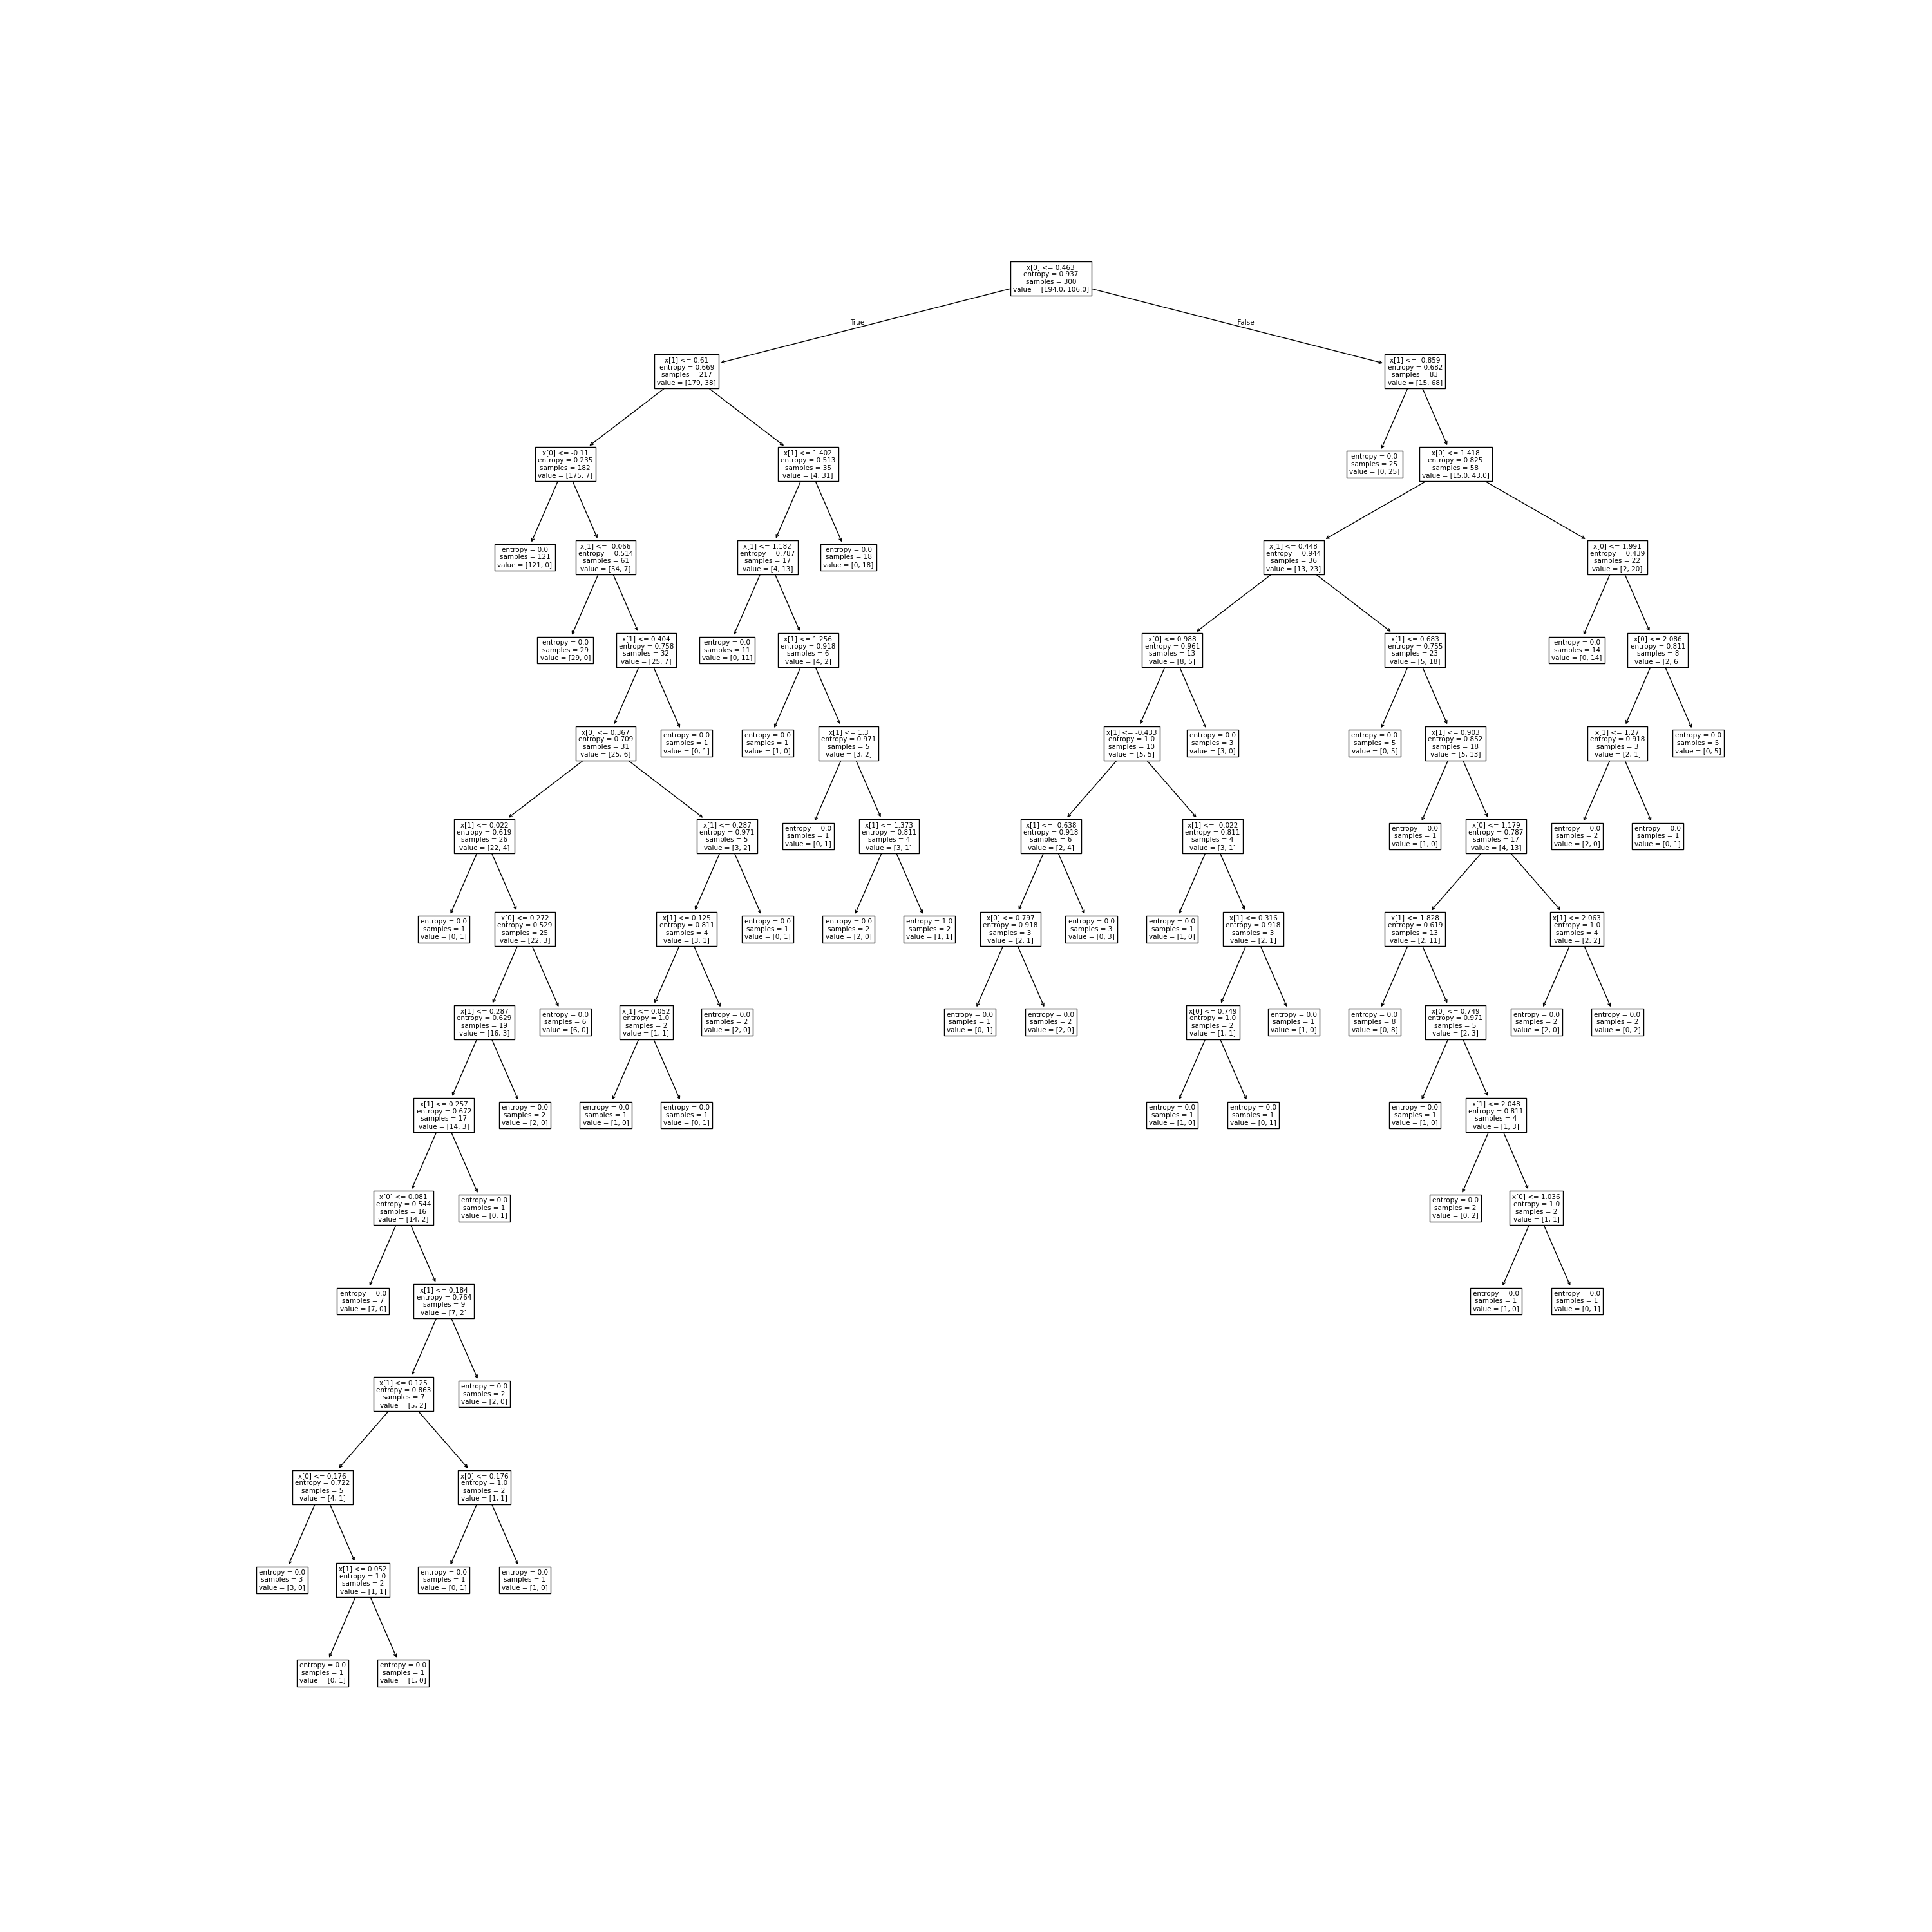 x[0] <= 0.463
entropy = 0.937
samples = 300
value = [194.0, 106.0]
True
False
x[1] <= 0.61
entropy = 0.669
samples = 217
value = [179, 38]
x[1] <= -0.859
entropy = 0.682
samples = 83
value = [15, 68]
x[0] <= -0.11
entropy = 0.235
samples = 182
value = [175, 7]
x[1] <= 1.402
entropy = 0.513
samples = 35
value = [4, 31]
entropy = 0.0
samples = 25
value = [0, 25]
x[0] <= 1.418
entropy = 0.825
samples = 58
value = [15.0, 43.0]
entropy = 0.0
samples = 121
value = [121, 0]
x[1] <= -0.066
entropy = 0.514
samples = 61
value = [54, 7]
x[1] <= 1.182
entropy = 0.787
samples = 17
value = [4, 13]
entropy = 0.0
samples = 18
value = [0, 18]
x[1] <= 0.448
entropy = 0.944
samples = 36
value = [13, 23]
x[0] <= 1.991
entropy = 0.439
samples = 22
value = [2, 20]
entropy = 0.0
samples = 29
value = [29, 0]
x[1] <= 0.404
entropy = 0.758
samples = 32
value = [25, 7]
entropy = 0.0
samples = 11
value = [0, 11]
x[1] <= 1.256
entropy = 0.918
samples = 6
value = [4, 2]
x[0] <= 0.988
entropy = 0.961
samples = 13
value = [8, 5]
x[1] <= 0.683
entropy = 0.755
samples = 23
value = [5, 18]
entropy = 0.0
samples = 14
value = [0, 14]
x[0] <= 2.086
entropy = 0.811
samples = 8
value = [2, 6]
x[0] <= 0.367
entropy = 0.709
samples = 31
value = [25, 6]
entropy = 0.0
samples = 1
value = [0, 1]
entropy = 0.0
samples = 1
value = [1, 0]
x[1] <= 1.3
entropy = 0.971
samples = 5
value = [3, 2]
x[1] <= -0.433
entropy = 1.0
samples = 10
value = [5, 5]
entropy = 0.0
samples = 3
value = [3, 0]
entropy = 0.0
samples = 5
value = [0, 5]
x[1] <= 0.903
entropy = 0.852
samples = 18
value = [5, 13]
x[1] <= 1.27
entropy = 0.918
samples = 3
value = [2, 1]
entropy = 0.0
samples = 5
value = [0, 5]
x[1] <= 0.022
entropy = 0.619
samples = 26
value = [22, 4]
x[1] <= 0.287
entropy = 0.971
samples = 5
value = [3, 2]
entropy = 0.0
samples = 1
value = [0, 1]
x[1] <= 1.373
entropy = 0.811
samples = 4
value = [3, 1]
x[1] <= -0.638
entropy = 0.918
samples = 6
value = [2, 4]
x[1] <= -0.022
entropy = 0.811
samples = 4
value = [3, 1]
entropy = 0.0
samples = 1
value = [1, 0]
x[0] <= 1.179
entropy = 0.787
samples = 17
value = [4, 13]
entropy = 0.0
samples = 2
value = [2, 0]
entropy = 0.0
samples = 1
value = [0, 1]
entropy = 0.0
samples = 1
value = [0, 1]
x[0] <= 0.272
entropy = 0.529
samples = 25
value = [22, 3]
x[1] <= 0.125
entropy = 0.811
samples = 4
value = [3, 1]
entropy = 0.0
samples = 1
value = [0, 1]
entropy = 0.0
samples = 2
value = [2, 0]
entropy = 1.0
samples = 2
value = [1, 1]
x[0] <= 0.797
entropy = 0.918
samples = 3
value = [2, 1]
entropy = 0.0
samples = 3
value = [0, 3]
entropy = 0.0
samples = 1
value = [1, 0]
x[1] <= 0.316
entropy = 0.918
samples = 3
value = [2, 1]
x[1] <= 1.828
entropy = 0.619
samples = 13
value = [2, 11]
x[1] <= 2.063
entropy = 1.0
samples = 4
value = [2, 2]
x[1] <= 0.287
entropy = 0.629
samples = 19
value = [16, 3]
entropy = 0.0
samples = 6
value = [6, 0]
x[1] <= 0.052
entropy = 1.0
samples = 2
value = [1, 1]
entropy = 0.0
samples = 2
value = [2, 0]
entropy = 0.0
samples = 1
value = [0, 1]
entropy = 0.0
samples = 2
value = [2, 0]
x[0] <= 0.749
entropy = 1.0
samples = 2
value = [1, 1]
entropy = 0.0
samples = 1
value = [1, 0]
entropy = 0.0
samples = 8
value = [0, 8]
x[0] <= 0.749
entropy = 0.971
samples = 5
value = [2, 3]
entropy = 0.0
samples = 2
value = [2, 0]
entropy = 0.0
samples = 2
value = [0, 2]
x[1] <= 0.257
entropy = 0.672
samples = 17
value = [14, 3]
entropy = 0.0
samples = 2
value = [2, 0]
entropy = 0.0
samples = 1
value = [1, 0]
entropy = 0.0
samples = 1
value = [0, 1]
entropy = 0.0
samples = 1
value = [1, 0]
entropy = 0.0
samples = 1
value = [0, 1]
entropy = 0.0
samples = 1
value = [1, 0]
x[1] <= 2.048
entropy = 0.811
samples = 4
value = [1, 3]
x[0] <= 0.081
entropy = 0.544
samples = 16
value = [14, 2]
entropy = 0.0
samples = 1
value = [0, 1]
entropy = 0.0
samples = 2
value = [0, 2]
x[0] <= 1.036
entropy = 1.0
samples = 2
value = [1, 1]
entropy = 0.0
samples = 7
value = [7, 0]
x[1] <= 0.184
entropy = 0.764
samples = 9
value = [7, 2]
entropy = 0.0
samples = 1
value = [1, 0]
entropy = 0.0
samples = 1
value = [0, 1]
x[1] <= 0.125
entropy = 0.863
samples = 7
value = [5, 2]
entropy = 0.0
samples = 2
value = [2, 0]
x[0] <= 0.176
entropy = 0.722
samples = 5
value = [4, 1]
x[0] <= 0.176
entropy = 1.0
samples = 2
value = [1, 1]
entropy = 0.0
samples = 3
value = [3, 0]
x[1] <= 0.052
entropy = 1.0
samples = 2
value = [1, 1]
entropy = 0.0
samples = 1
value = [0, 1]
entropy = 0.0
samples = 1
value = [1, 0]
entropy = 0.0
samples = 1
value = [0, 1]
entropy = 0.0
samples = 1
value = [1, 0]